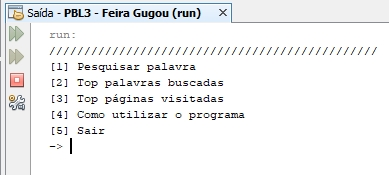 Saída - PBL3 - Feira Gugou (run)
run:
///////////////////////////////////////////////
[1] Pesquisar palavra
[2] Top palavras buscadas
[3] Top páginas visitadas
[4] Como utilizar o programa
[5] Sair
->